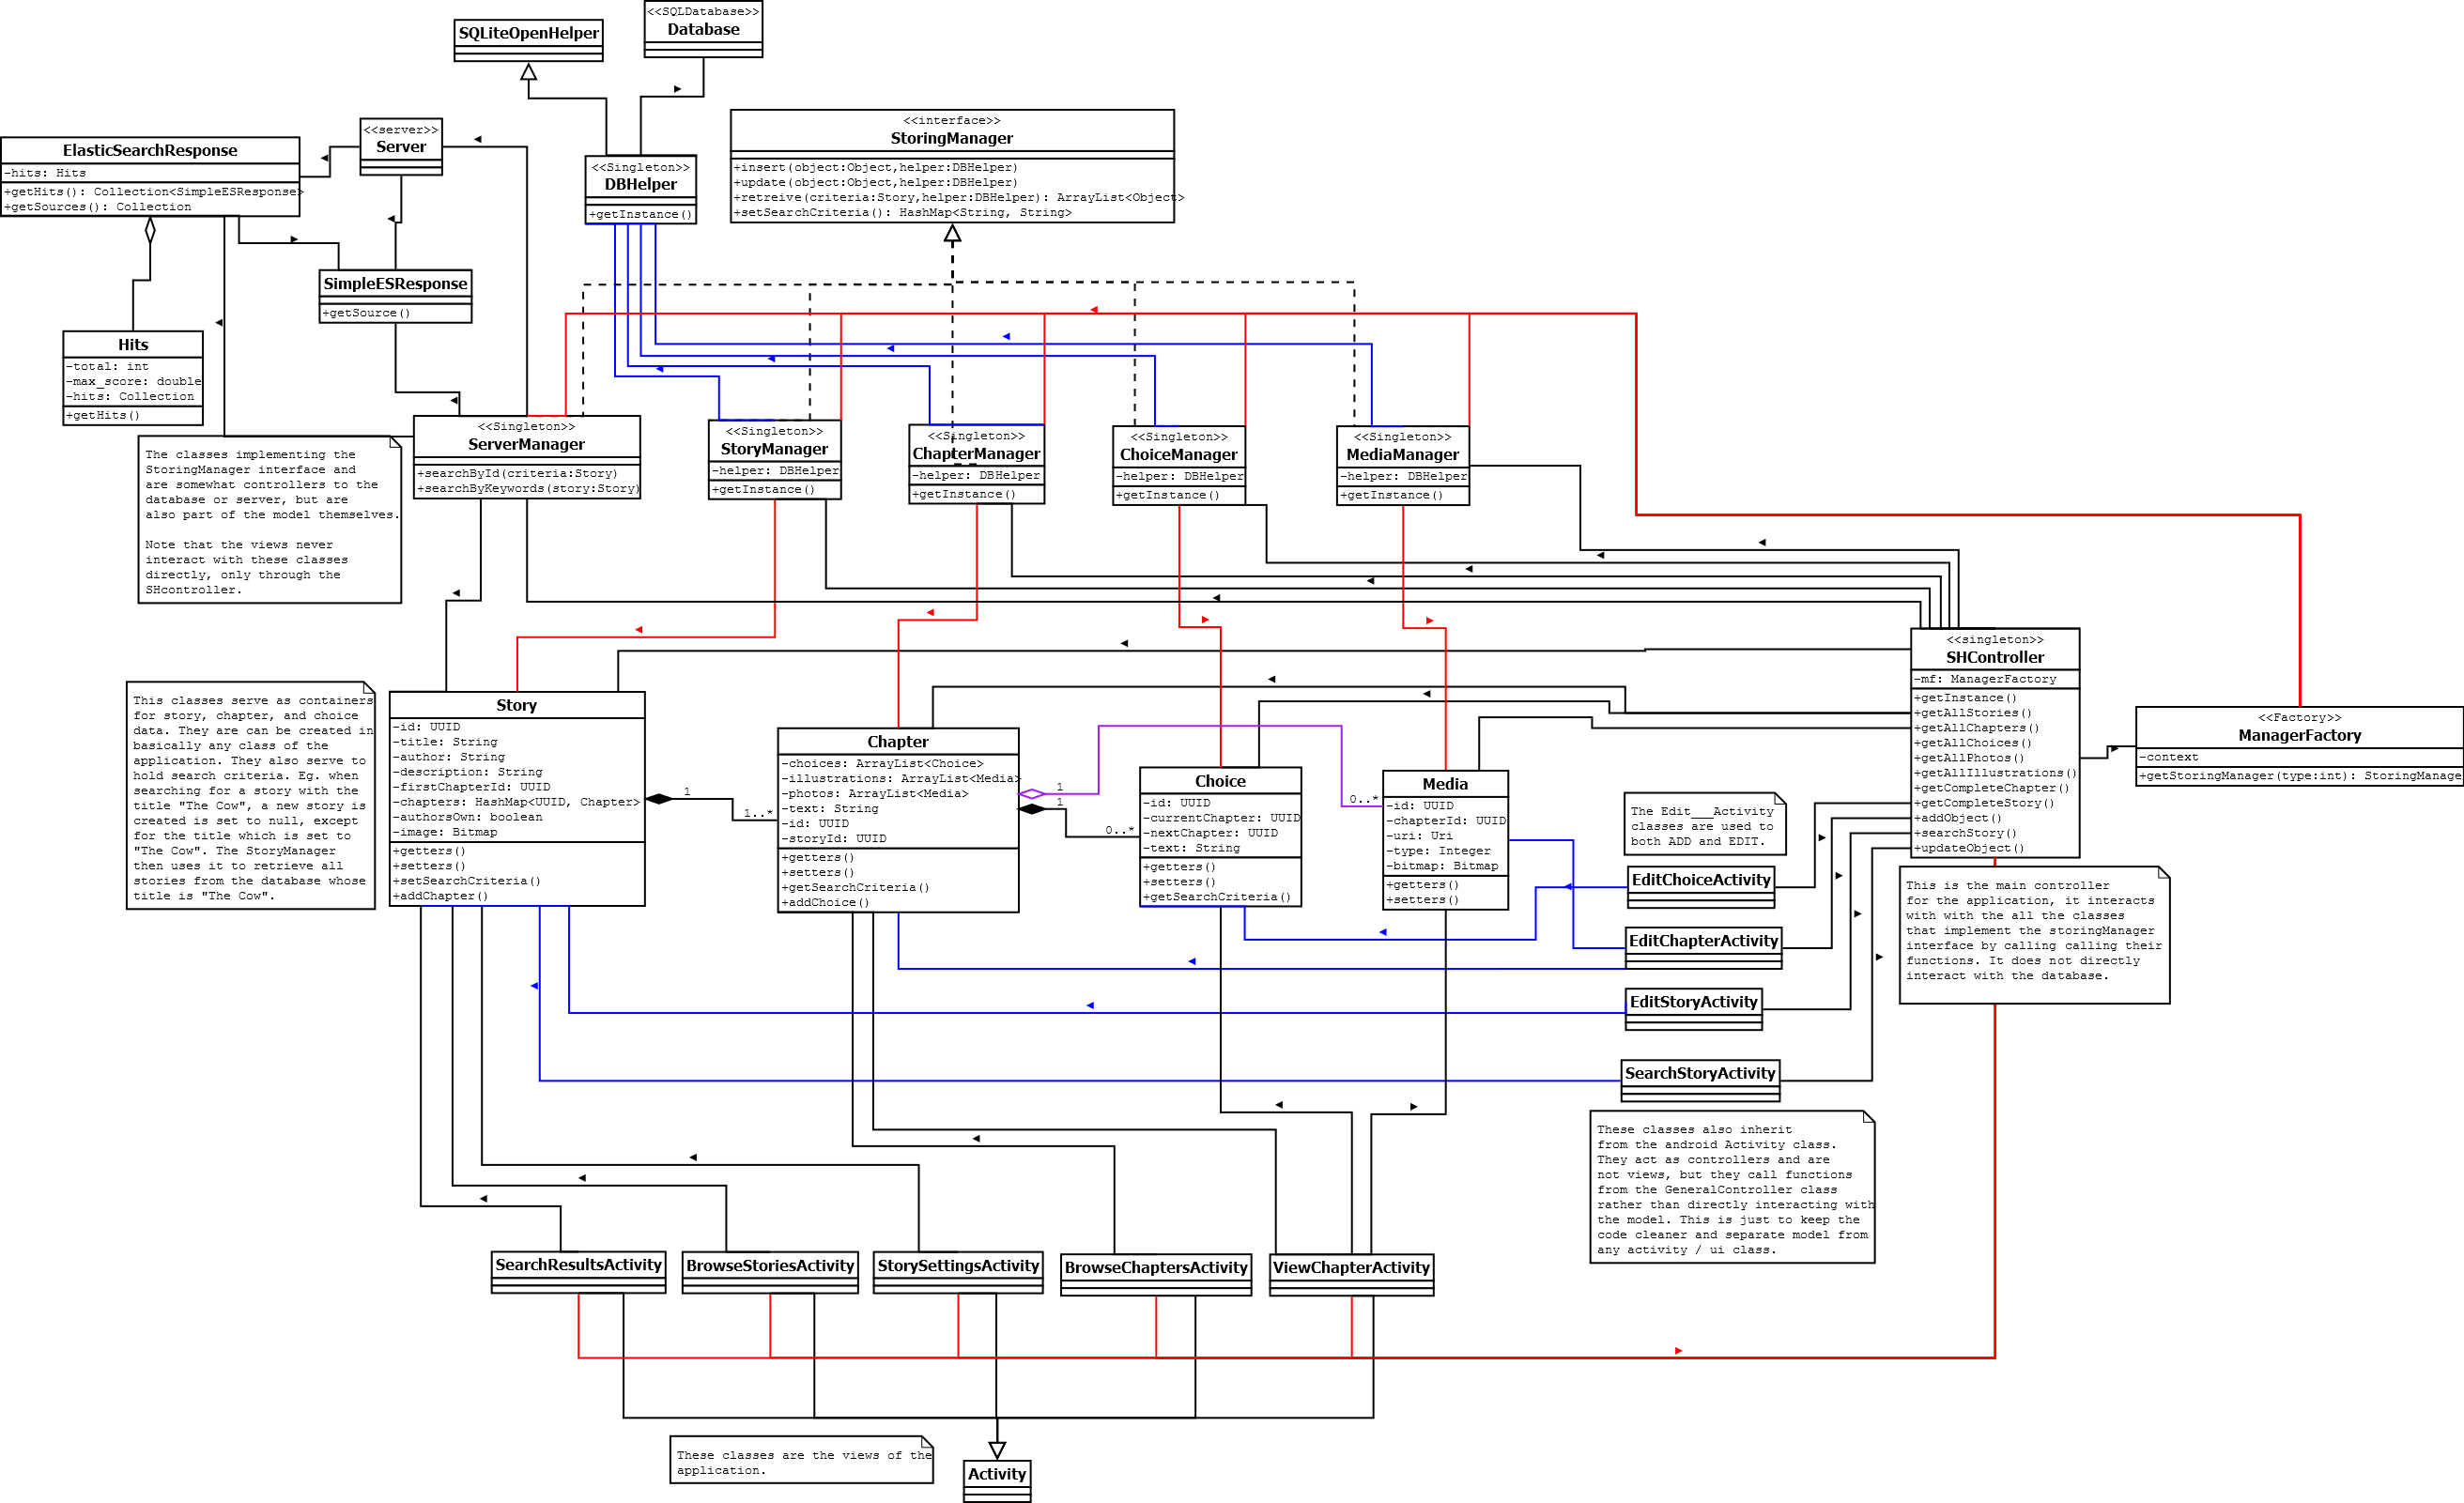 SQLiteOpenHelper
<<SQLDatabase>>
Database
<<server>>
Server
ElasticSearchResponse
-hits: Hits
+getHits(): Collection<SimpleESResponse>
+getSources(): Collection
<<Singleton>>
DBHelper
+getInstance()
<<interface>>
StoringManager
+insert(object:Object,helper:DBHelper)
+update(object:Object,helper:DBHelper)
+retreive(criteria:Story,helper:DBHelper): ArrayList<Object>
+setSearchCriteria(): HashMap<String, String>
SimpleESResponse
+getSource()
Hits
-total: int
-max_score: double
-hits: Collection
+getHits()
The classes implementing the
StoringManager interface and
are somewhat controllers to the
database or server, but are
also part of the model themselves.
Note that the views never
interact with these classes
directly, only through the
SHcontroller.
<<Singleton>>
ServerManager
+searchById(criteria:Story)
+searchByKeywords(story:Story)
<<Singleton>>
StoryManager
-helper: DBHelper
+getInstance()
<<Singleton>>
ChapterManager
-helper: DBHelper
+getInstance()
<<Singleton>>
ChoiceManager
-helper: DBHelper
+getInstance()
<<Singleton>>
MediaManager
-helper: DBHelper
+getInstance()
<<singleton>>
SHController
-mf: ManagerFactory
+getInstance()
+getAllStories()
+getAllChapters()
+getAllChoices()
+getAllPhotos()
+getAllIllustrations()
+getCompleteChapter()
+getCompleteStory()
+addObject()
+searchStory()
+updateObject()
<<Factory>>
ManagerFactory
-context
+getStoringManager(type:int): StoringManage
This classes serve as containers
for story, chapter, and choice
data. They are can be created in
basically any class of the
application. They also serve to
hold search criteria. Eg. when
searching for a story with the
title "The Cow", a new story is
created is set to null, except
for the title which is set to
"The Cow". The StoryManager
then uses it to retrieve all
stories from the database whose
title is "The Cow".
Story
-id: UUID
-title: String
-author: String
-description: String
-firstChapterId: UUID
-chapters: HashMap<UUID, Chapter>
-authorsOwn: boolean
-image: Bitmap
+getters()
+setters()
+setSearchCriteria()
+addChapter()
1
1..*
Chapter
-choices: ArrayList<Choice>
-illustrations: ArrayList<Media>
-photos: ArrayList<Media>
-text: String
-id: UUID
-storyId: UUID
+getters()
+setters()
+getSearchCriteria()
+addChoice()
1
1
0..*
0..*
Choice
-id: UUID
-currentChapter: UUID
-nextChapter: UUID
-text: String
+getters()
+setters()
+getSearchCriteria()
Media
-id: UUID
-chapterId: UUID
-uri: Uri
-type: Integer
-bitmap: Bitmap
+getters()
+setters()
The Edit___Activity
classes are used to
both ADD and EDIT.
EditChoiceActivity
EditChapterActivity
EditStoryActivity
SearchStoryActivity
This is the main controller
for the application, it interacts
with with the all the classes
that implement the storingManager
interface by calling calling their
functions. It does not directly
interact with the database.
These classes also inherit
from the android Activity class.
They act as controllers and are
not views, but they call functions
from the GeneralController class
rather than directly interacting with
the model. This is just to keep the
code cleaner and separate model from
any activity / ui class.
SearchResultsActivity
BrowseStoriesActivity
StorySettingsActivity
BrowseChaptersActivity
ViewChapterActivity
These classes are the views of the
application.
Activity